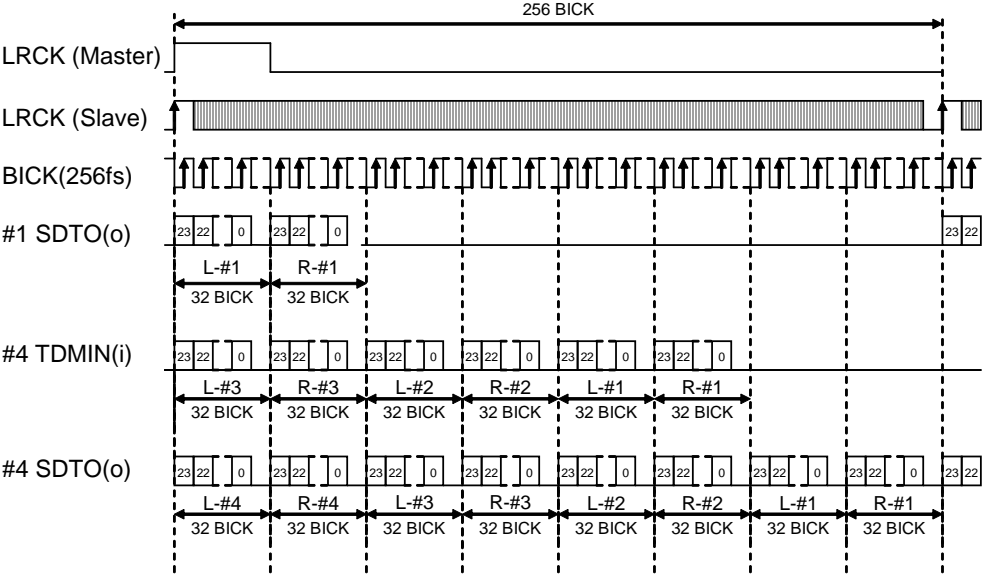 256 BICK
LRCK (Master)
LRCK (Slave)
BICK(256fs)
#1 SDTO(o)
23 22 0 23 22 0 23 22
L-#1 R-#1
32 BICK 32 BICK
#4 TDMIN(i)
23 22 0 23 22 0 23 22 0 23 22 0 23 22 0 23 22 0
L-#3 R-#3 L-#2 R-#2 L-#1 R-#1
32 BICK 32 BICK 32 BICK 32 BICK 32 BICK 32 BICK
#4 SDTO(o)
23 22 0 23 22 0 23 22 0 23 22 0 23 22 0 23 22 0 23 22 0 23 22 0 23 22
L-#4 R-#4 L-#3 R-#3 L-#2 R-#2 L-#1 R-#1
32 BICK 32 BICK 32 BICK 32 BICK 32 BICK 32 BICK 32 BICK 32 BICK